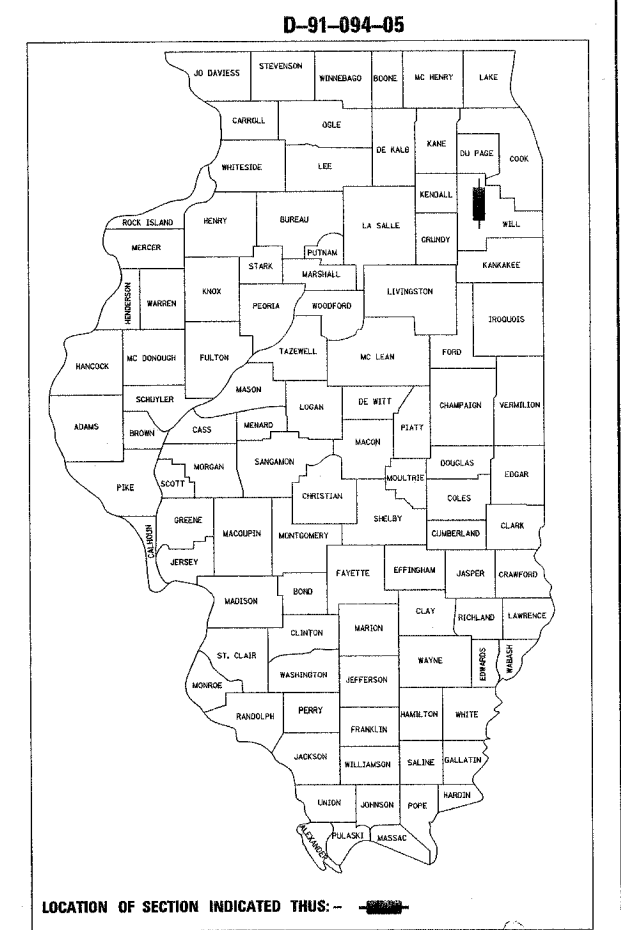 D-91-094-05
JO DAVIESS STEVENSON WINNEBAGO BOONE MC HENRY LAKE
CARROLL OGLE DE KALB KANE DU PAGE COOK
WHITESIDE LEE
KENDALL
ROCK ISLAND HENRY BUREAU LA SALLE WILL
MERCER PUTNAM GRUNDY
STARK MARSHALL KANKAKEE
HENDERSON WARREN KNOX PEORIA WOODFORD LIVINGSTON IROQUOIS
HANCOCK MC DONOUGH FULTON TAZEWELL MC LEAN FORD
MASON
SCHUYLER LOGAN DE WITT CHAMPAIGN VERMILION
ADAMS BROWN CASS MENARD MACON PIATT
PIKE SCOTT MORGAN SANGAMON MOULTRIE DOUGLAS EDGAR
CHRISTIAN COLES
CALHOUN GREENE MACOUPIN MONTGOMERY SHELBY CUMBERLAND CLARK
JERSEY
FAYETTE EFFINGHAM JASPER CRAWFORD
MADISON BOND
CLAY RICHLAND LAWRENCE
CLINTON MARION
ST. CLAIR WAYNE EDWARDS WABASH
WASHINGTON JEFFERSON
MONROE
RANDOLPH PERRY HAMILTON WHITE
FRANKLIN
JACKSON WILLIAMSON SALINE GALLATIN
HARDIN
UNION JOHNSON POPE
ALEXANDER PULASKI MASSAC
LOCATION OF SECTION INDICATED THUS: -